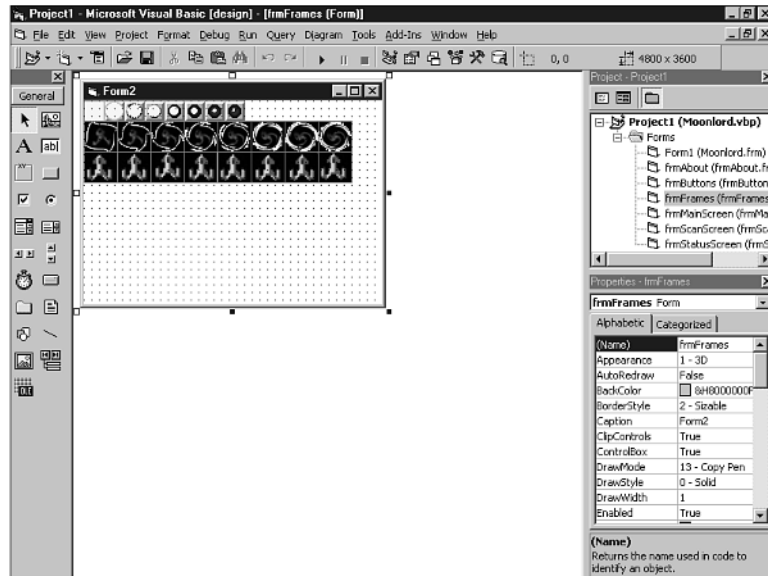 Project1 - Microsoft Visual Basic [design] - [frmFrames (Form)]
File Edit View Project Format Debug Run Query Diagram Tools Add-Ins Window Help
0, 0 4800 x 3600
General
A ab|
Form2
Project - Project1
Project1 (Moonlord.vbp)
Forms
Form1 (Moonlord.frm)
frmAbout (frmAbout.fr
frmButtons (frmButton
frmFrames (frmFrames
frmMainScreen (frmMa
frmScanScreen (frmSc
frmStatusScreen (frmS
Properties - frmFrames
frmFrames Form
Alphabetic Categorized
(Name) frmFrames
Appearance 1 - 3D
AutoRedraw False
BackColor &H8000000F
BorderStyle 2 - Sizable
Caption Form2
ClipControls True
ControlBox True
DrawMode 13 - Copy Pen
DrawStyle 0 - Solid
DrawWidth 1
Enabled True
(Name)
Returns the name used in code to
identify an object.